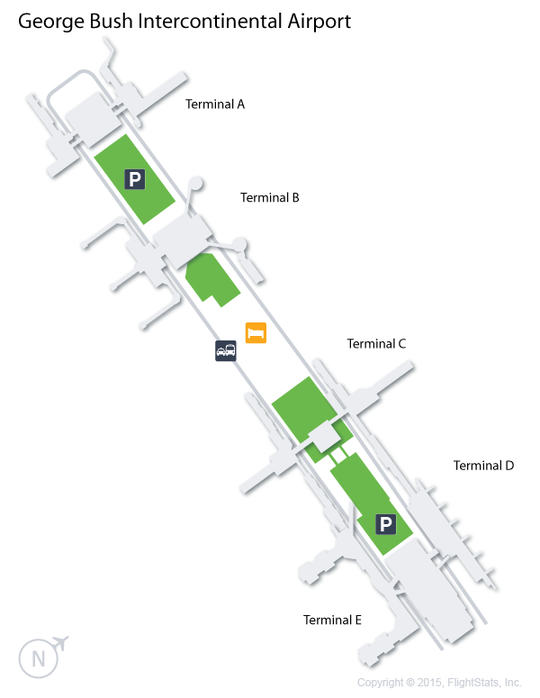 George Bush Intercontinental Airport
Terminal A
P
Terminal B
Terminal C
Terminal D
P
Terminal E
N
Copyright © 2015, FlightStats, Inc.